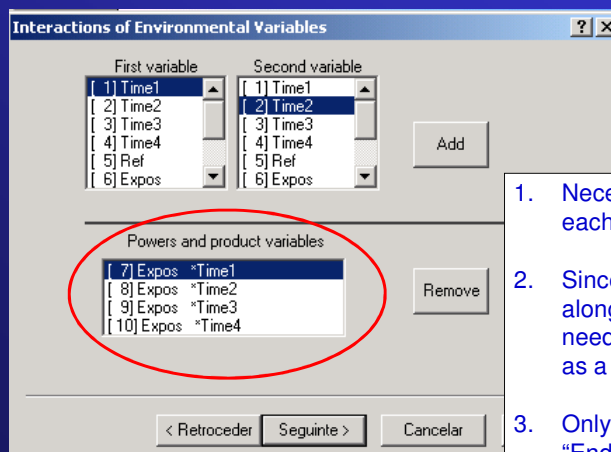 Interactions of Environmental Variables
First variable
Second variable
[ 1] Time1
[ 2] Time2
[ 3] Time3
[ 4] Time4
[ 5] Ref
[ 6] Expos
[ 1] Time1
[ 2] Time2
[ 3] Time3
[ 4] Time4
[ 5] Ref
[ 6] Expos
Add
Powers and product variables
[ 7] Expos *Time1
[ 8] Expos *Time2
[ 9] Expos *Time3
[ 10] Expos *Time4
Remove
< Retroceder
Seguinte >
Cancelar
1.
each
2.
as a
3. Only